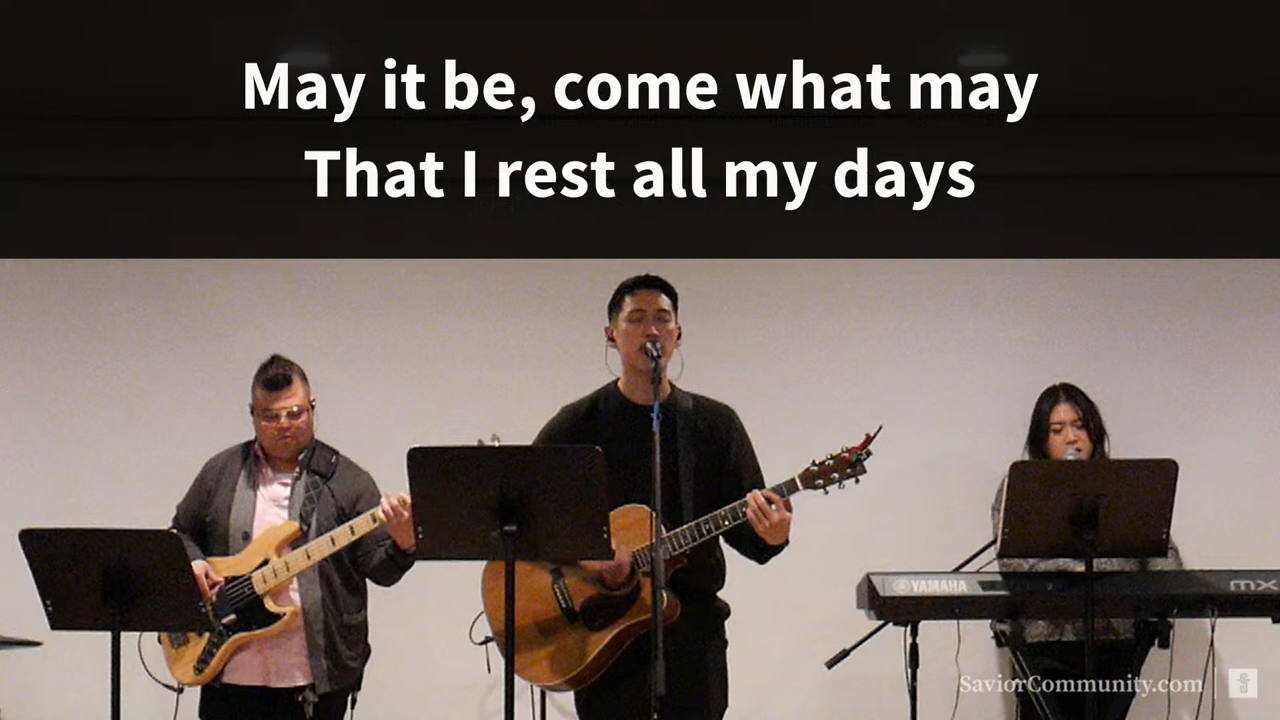 May it be, come what may
That I rest all my days
YAMAHA
MX
SaviorCommunity.com